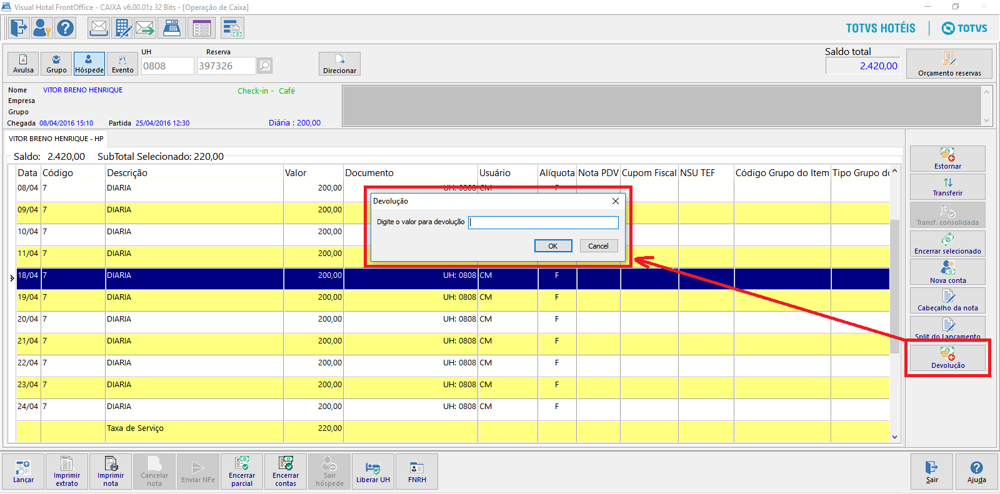 Visual Hotal FrontOffice - CAIXA v6.00.01z 32 Bits - [Operação de Caixa]
TOTVS HOTÉIS TOTVS
Avulsa Grupo Hóspede Evento
UH Reserva
0808 397326
Direcionar
Saldo total
2.420,00
Orçamento reservas
Nome VITOR BRENO HENRIQUE Check-in - Café
Empresa
Grupo
Chegada 08/04/2016 15:10 Partida 25/04/2016 12:30 Diária : 200,00
VITOR BRENO HENRIQUE - HP
Saldo: 2.420,00 SubTotal Selecionado: 220,00
Data Código Descrição Valor Documento Usuário Alíquota Nota PDV Cupom Fiscal NSU TEF Código Grupo do Item Tipo Grupo do
08/04 7 DIARIA 200,00 UH: 0808 CM F
09/04 7 DIARIA 200,00
10/04 7 DIARIA 200,00
11/04 7 DIARIA 200,00
18/04 7 DIARIA 200,00 UH: 0808 CM F
19/04 7 DIARIA 200,00 UH: 0808 CM F
20/04 7 DIARIA 200,00 UH: 0808 CM F
21/04 7 DIARIA 200,00 UH: 0808 CM F
22/04 7 DIARIA 200,00 UH: 0808 CM F
23/04 7 DIARIA 200,00 UH: 0808 CM F
24/04 7 DIARIA 200,00 UH: 0808 CM F
Taxa de Serviço 220,00
Devolução
Digite o valor para devolução
OK Cancel
Estornar
Transferir
Transf. consolidada
Encerrar selecionado
Nova conta
Cabeçalho da nota
Split do Lançamento
Devolução
Lançar
Imprimir
extrato
Imprimir
nota
Cancelar
nota
Enviar NFe
Encerrar
parcial
Encerrar
contas
Sair
hóspede
Liberar UH
FNRH
Sair
Ajuda